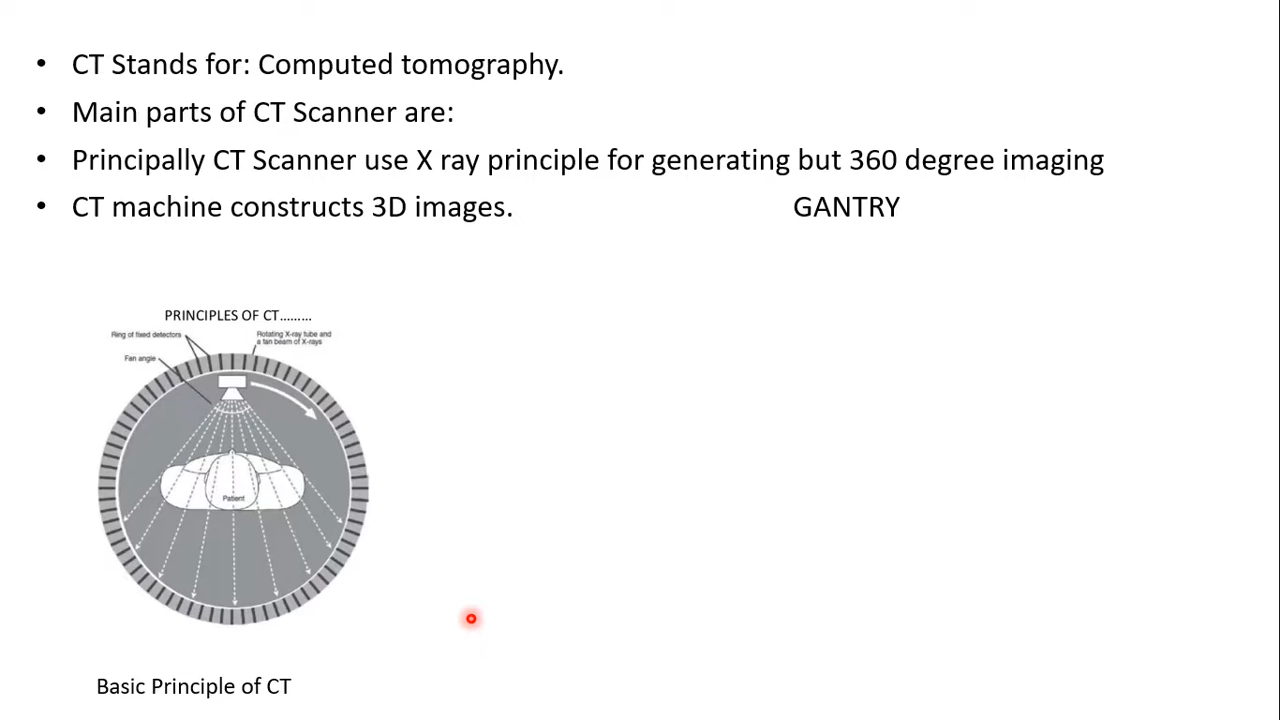 • CT Stands for: Computed tomography.
• Main parts of CT Scanner are:
• Principally CT Scanner use X ray principle for generating but 360 degree imaging
• CT machine constructs 3D images.
GANTRY
PRINCIPLES OF CT.........
Ring of fixed detectors
Rotating X-ray tube and
a fan beam of X-rays
Fan angle
Patient
Basic Principle of CT